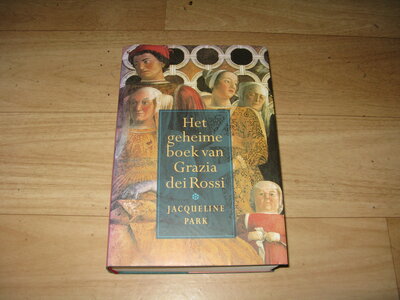 Het
geheime
boek van
Grazia
dei Rossi
JACQUELINE
PARK